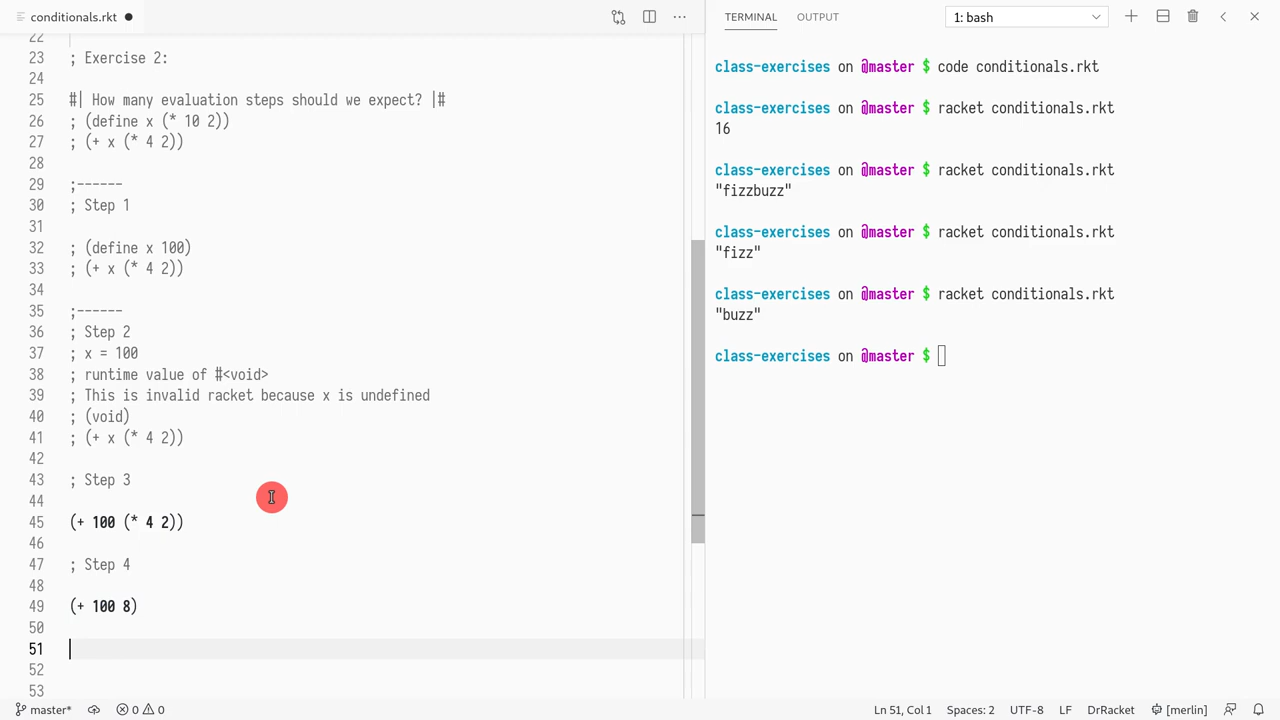 conditionals.rkt
22
23 ; Exercise 2:
24
25 #| How many evaluation steps should we expect? |#
26 ; (define x (* 10 2))
27 ; (+ x (* 4 2))
28
29 ;------
30 ; Step 1
31
32 ; (define x 100)
33 ; (+ x (* 4 2))
34
35 ;------
36 ; Step 2
37 ; x = 100
38 ; runtime value of #<void>
39 ; This is invalid racket because x is undefined
40 ; (void)
41 ; (+ x (* 4 2))
42
43 ; Step 3
44
45 (+ 100 (* 4 2))
46
47 ; Step 4
48
49 (+ 100 8)
50
51
52
53
TERMINAL OUTPUT 1: bash
class-exercises on @master $ code conditionals.rkt
class-exercises on @master $ racket conditionals.rkt
16
class-exercises on @master $ racket conditionals.rkt
"fizzbuzz"
class-exercises on @master $ racket conditionals.rkt
"fizz"
class-exercises on @master $ racket conditionals.rkt
"buzz"
class-exercises on @master $
master* 0 0 Ln 51, Col 1 Spaces: 2 UTF-8 LF DrRacket [merlin]